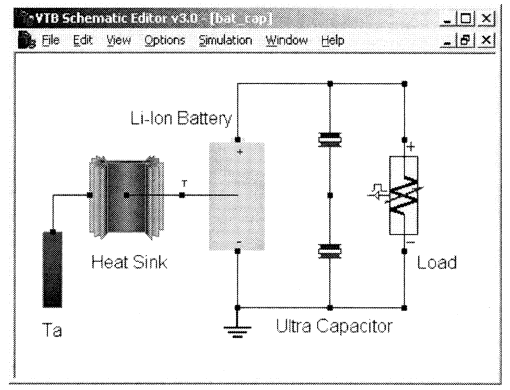 VTB Schematic Editor v3.0 - [bat_cap]
File Edit View Options Simulation Window Help
Li-Ion Battery
+
+
T
-
-
Heat Sink
Load
Ta
Ultra Capacitor